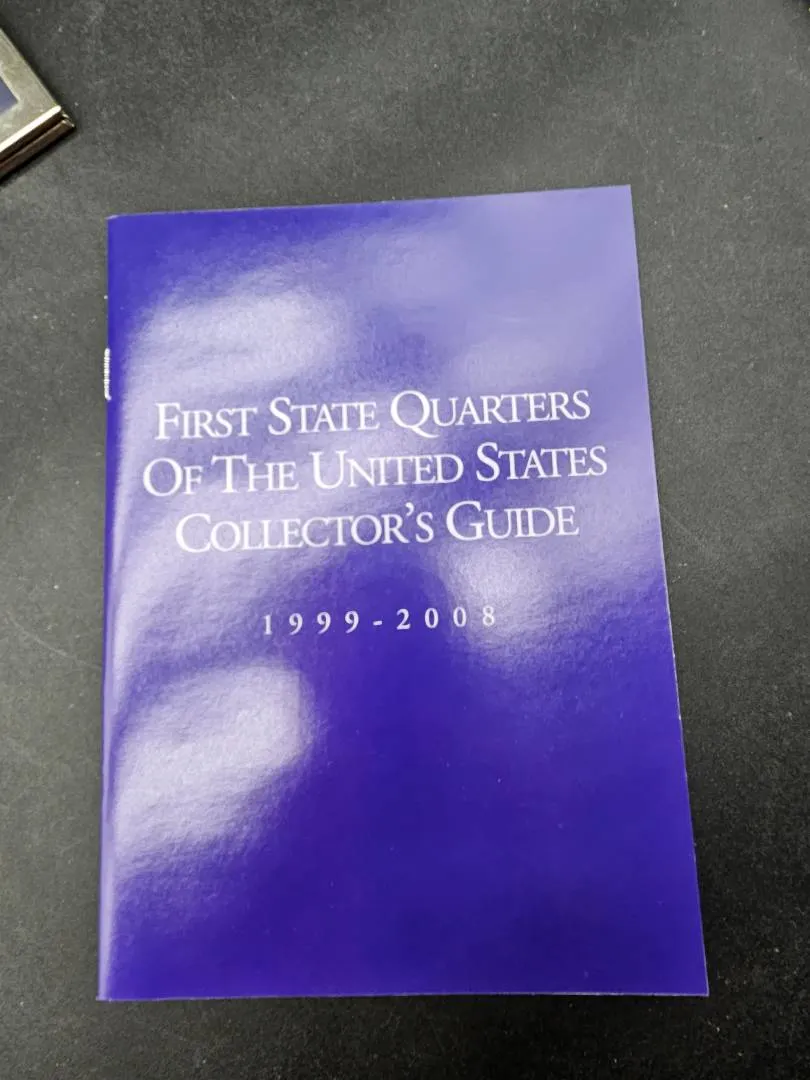 First State Quarters
Of The United States
Collector's Guide
1999-2008